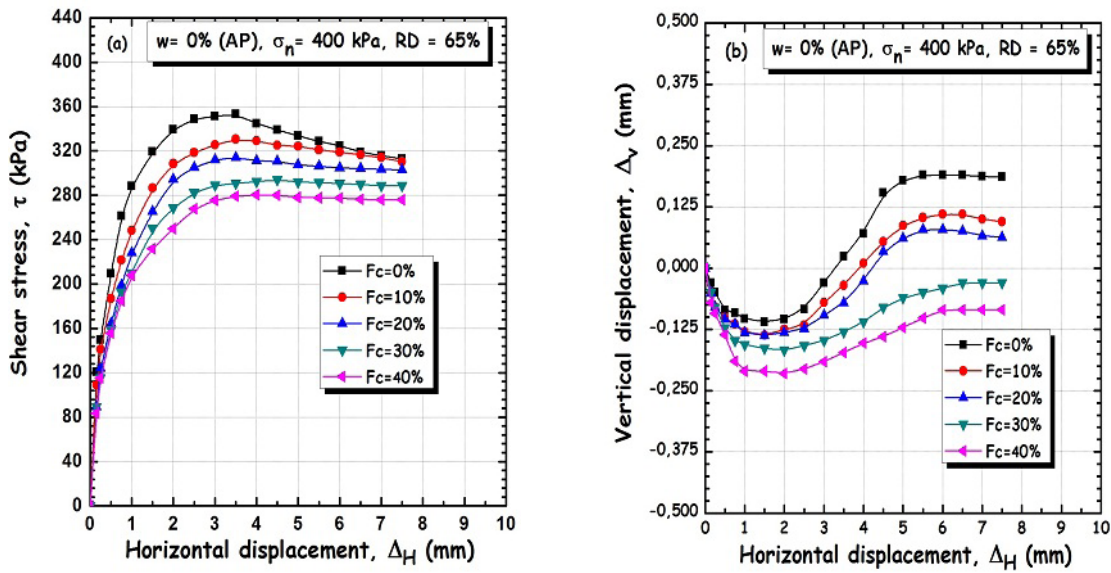 (a) w= 0% (AP), σn= 400 kPa, RD = 65%
440
400
360
320
280
240
200
160
120
80
40
0
Shear stress, τ (kPa)
Fc=0%
Fc=10%
Fc=20%
Fc=30%
Fc=40%
0 1 2 3 4 5 6 7 8 9 10
Horizontal displacement, ΔH (mm)
(b) w= 0% (AP), σn= 400 kPa, RD = 65%
0,500
0,375
0,250
0,125
0,000
-0,125
-0,250
-0,375
-0,500
Vertical displacement, Δv (mm)
Fc=0%
Fc=10%
Fc=20%
Fc=30%
Fc=40%
0 1 2 3 4 5 6 7 8 9 10
Horizontal displacement, ΔH (mm)